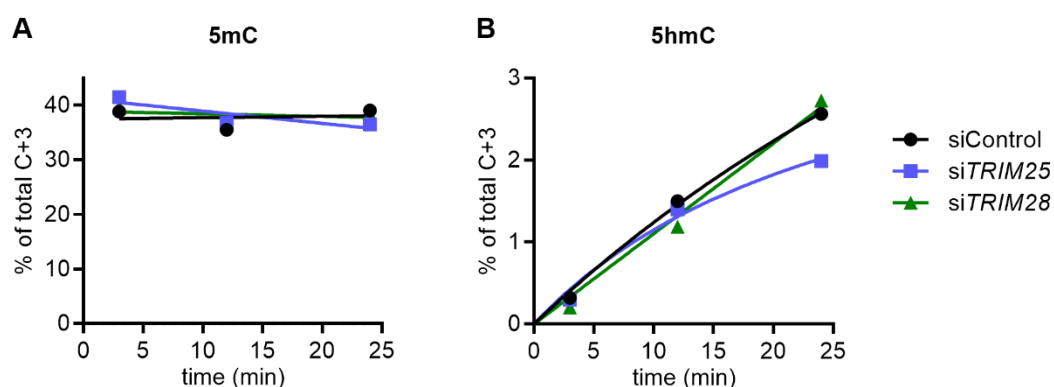 A
5mC
% of total C+3
40
30
20
10
0
0 5 10 15 20 25
time (min)
B
5hmC
% of total C+3
3
2
1
0
0 5 10 15 20 25
time (min)
siControl
siTRIM25
siTRIM28